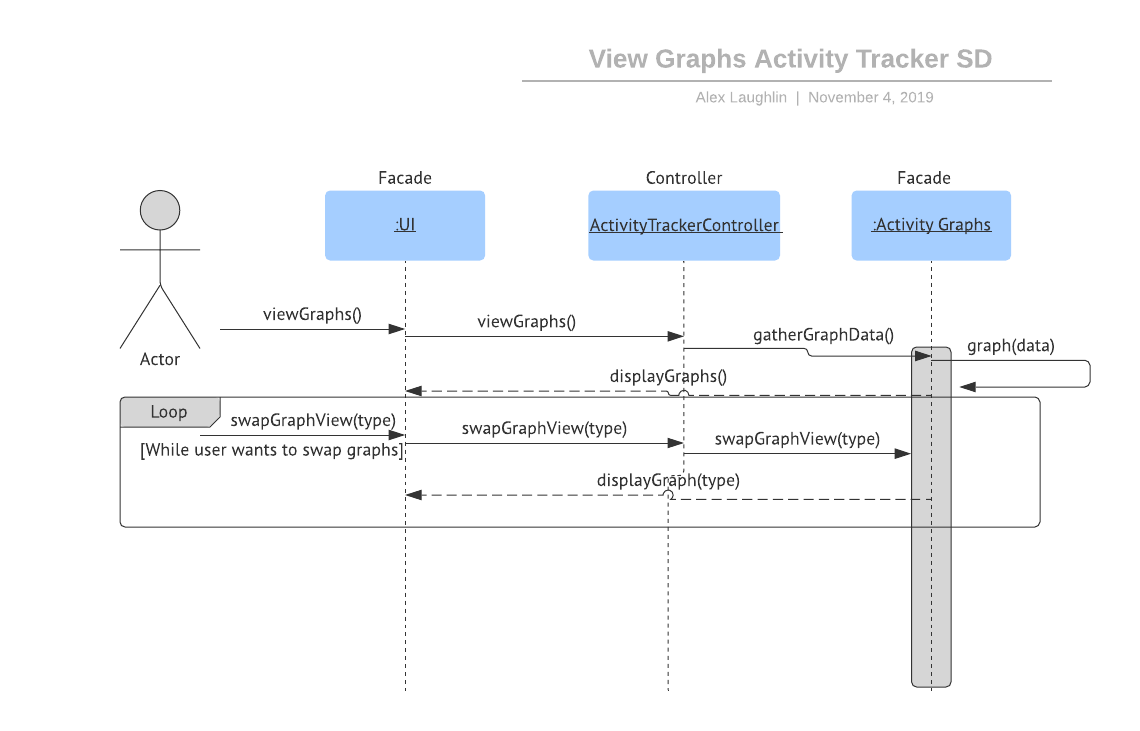 View Graphs Activity Tracker SD
Alex Laughlin | November 4, 2019
Facade
Controller
Facade
:UI
ActivityTrackerController
:Activity Graphs
viewGraphs()
viewGraphs()
gatherGraphData()
graph(data)
Actor
displayGraphs()
Loop
swapGraphView(type)
swapGraphView(type)
swapGraphView(type)
[While user wants to swap graphs]
displayGraph(type)